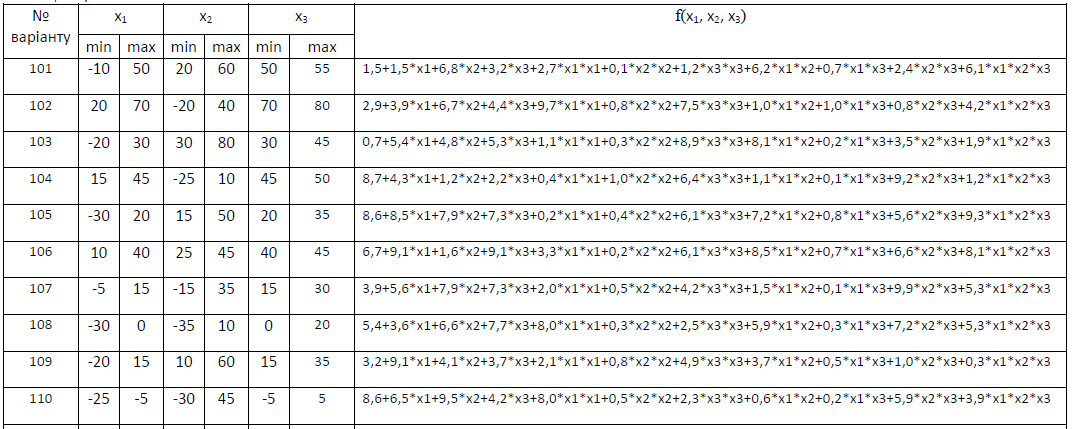 № варіанту x₁ x₂ x₃ f(x₁, x₂, x₃)
min max min max min max
101 -10 50 20 60 50 55 1,5+1,5*x1+6,8*x2+3,2*x3+2,7*x1*x1+0,1*x2*x2+1,2*x3*x3+6,2*x1*x2+0,7*x1*x3+2,4*x2*x3+6,1*x1*x2*x3
102 20 70 -20 40 70 80 2,9+3,9*x1+6,7*x2+4,4*x3+9,7*x1*x1+0,8*x2*x2+7,5*x3*x3+1,0*x1*x2+1,0*x1*x3+0,8*x2*x3+4,2*x1*x2*x3
103 -20 30 30 80 30 45 0,7+5,4*x1+4,8*x2+5,3*x3+1,1*x1*x1+0,3*x2*x2+8,9*x3*x3+8,1*x1*x2+0,2*x1*x3+3,5*x2*x3+1,9*x1*x2*x3
104 15 45 -25 10 45 50 8,7+4,3*x1+1,2*x2+2,2*x3+0,4*x1*x1+1,0*x2*x2+6,4*x3*x3+1,1*x1*x2+0,1*x1*x3+9,2*x2*x3+1,2*x1*x2*x3
105 -30 20 15 50 20 35 8,6+8,5*x1+7,9*x2+7,3*x3+0,2*x1*x1+0,4*x2*x2+6,1*x3*x3+7,2*x1*x2+0,8*x1*x3+5,6*x2*x3+9,3*x1*x2*x3
106 10 40 25 45 40 45 6,7+9,1*x1+1,6*x2+9,1*x3+3,3*x1*x1+0,2*x2*x2+6,1*x3*x3+8,5*x1*x2+0,7*x1*x3+6,6*x2*x3+8,1*x1*x2*x3
107 -5 15 -15 35 15 30 3,9+5,6*x1+7,9*x2+7,3*x3+2,0*x1*x1+0,5*x2*x2+4,2*x3*x3+1,5*x1*x2+0,1*x1*x3+9,9*x2*x3+5,3*x1*x2*x3
108 -30 0 -35 10 0 20 5,4+3,6*x1+6,6*x2+7,7*x3+8,0*x1*x1+0,3*x2*x2+2,5*x3*x3+5,9*x1*x2+0,3*x1*x3+7,2*x2*x3+5,3*x1*x2*x3
109 -20 15 10 60 15 35 3,2+9,1*x1+4,1*x2+3,7*x3+2,1*x1*x1+0,8*x2*x2+4,9*x3*x3+3,7*x1*x2+0,5*x1*x3+1,0*x2*x3+0,3*x1*x2*x3
110 -25 -5 -30 45 -5 5 8,6+6,5*x1+9,5*x2+4,2*x3+8,0*x1*x1+0,5*x2*x2+2,3*x3*x3+0,6*x1*x2+0,2*x1*x3+5,9*x2*x3+3,9*x1*x2*x3